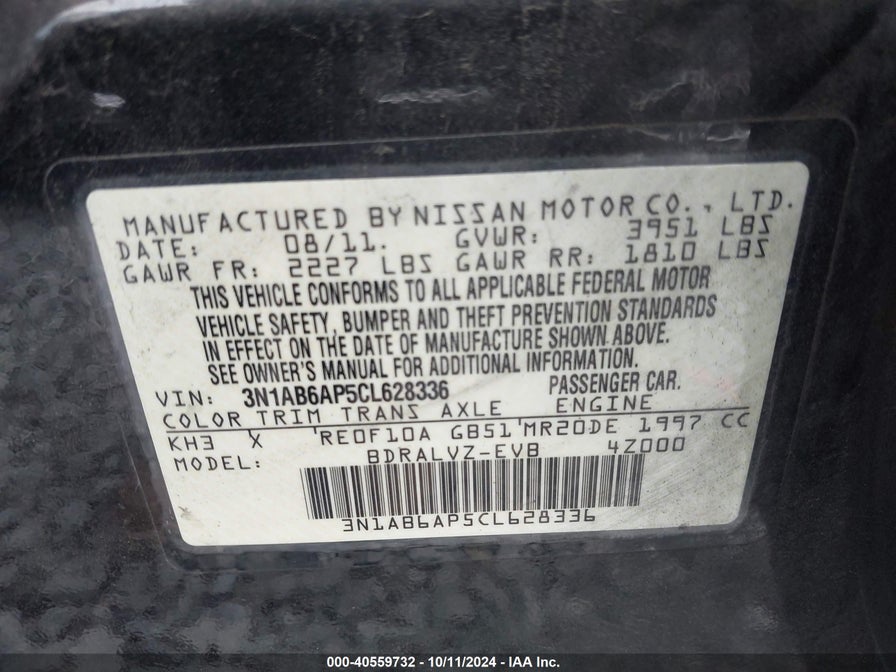 MANUFACTURED BY NISSAN MOTOR CO., LTD.
DATE: 08/11. GVWR: 3951 LBS
GAWR FR: 2227 LBS GAWR RR: 1810 LBS
THIS VEHICLE CONFORMS TO ALL APPLICABLE FEDERAL MOTOR
VEHICLE SAFETY, BUMPER AND THEFT PREVENTION STANDARDS
IN EFFECT ON THE DATE OF MANUFACTURE SHOWN ABOVE.
SEE OWNER'S MANUAL FOR ADDITIONAL INFORMATION.
VIN: 3N1AB6AP5CL628336 PASSENGER CAR.
COLOR TRIM TRANS AXLE ENGINE
KH3 X RE0F10A GB51 MR20DE 1997 CC
MODEL: BDRALVZ-EVB 4Z000
3N1AB6AP5CL628336
000-40559732 - 10/11/2024 - IAA Inc.